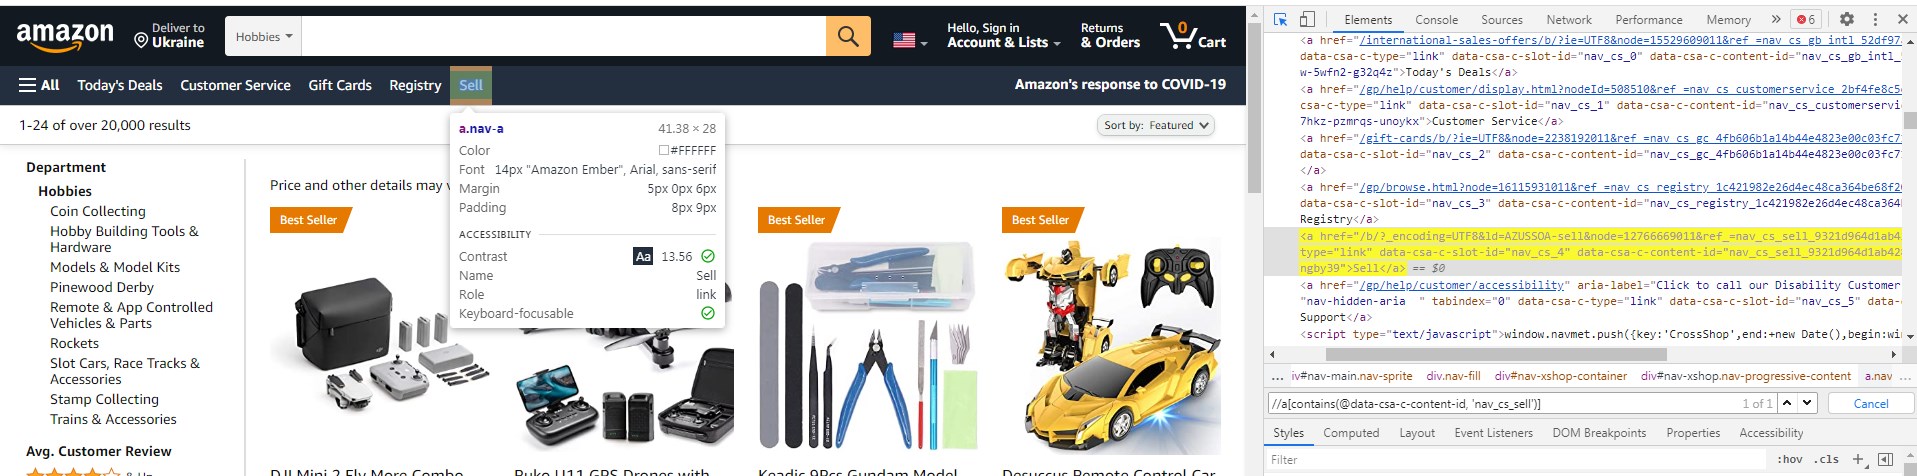 amazon
Deliver to
Ukraine
Hobbies
Hello, Sign in
Account & Lists
Returns
& Orders
0
Cart
All
Today's Deals
Customer Service
Gift Cards
Registry
Sell
Amazon's response to COVID-19
1-24 of over 20,000 results
Sort by: Featured
Department
Hobbies
Coin Collecting
Hobby Building Tools &
Hardware
Models & Model Kits
Pinewood Derby
Remote & App Controlled
Vehicles & Parts
Rockets
Slot Cars, Race Tracks &
Accessories
Stamp Collecting
Trains & Accessories
Avg. Customer Review
Price and other details may
a.nav-a 41.38 × 28
Color #FFFFFF
Font 14px "Amazon Ember", Arial, sans-serif
Margin 5px 0px 6px
Padding 8px 9px
ACCESSIBILITY
Contrast Aa 13.56
Name Sell
Role link
Keyboard-focusable
Best Seller
Best Seller
Best Seller
DJI Mini 2 Fly More Combo
Ruko U11 GPS Drones with
Keadic 9Pcs Gundam Model
Desuccus Remote Control Car
Elements Console Sources Network Performance Memory » 6
<a href="/international-sales-offers/b/?ie=UTF8&node=15529609011&ref_=nav_cs_gb_intl_52df97
data-csa-c-type="link" data-csa-c-slot-id="nav_cs_0" data-csa-c-content-id="nav_cs_gb_intl_
w-5wfn2-g32q4z">Today's Deals</a>
<a href="/gp/help/customer/display.html?nodeId=508510&ref_=nav_cs_customerservice_2bf4fe8c5
csa-c-type="link" data-csa-c-slot-id="nav_cs_1" data-csa-c-content-id="nav_cs_customerservi
7hkz-pzmrqs-unoykx">Customer Service</a>
<a href="/gift-cards/b/?ie=UTF8&node=2238192011&ref_=nav_cs_gc_4fb606b1a14b44e4823e00c03fc7
data-csa-c-slot-id="nav_cs_2" data-csa-c-content-id="nav_cs_gc_4fb606b1a14b44e4823e00c03fc7
</a>
<a href="/gp/browse.html?node=16115931011&ref_=nav_cs_registry_1c421982e26d4ec48ca364be68f2
data-csa-c-slot-id="nav_cs_3" data-csa-c-content-id="nav_cs_registry_1c421982e26d4ec48ca364
Registry</a>
<a href="/b/?_encoding=UTF8&ld=AZUSSOA-sell&node=12766669011&ref_=nav_cs_sell_9321d964d1ab4
type="link" data-csa-c-slot-id="nav_cs_4" data-csa-c-content-id="nav_cs_sell_9321d964d1ab42
ngby39">Sell</a> == $0
<a href="/gp/help/customer/accessibility" aria-label="Click to call our Disability Customer
"nav-hidden-aria " tabindex="0" data-csa-c-type="link" data-csa-c-slot-id="nav_cs_5" data-
Support</a>
<script type="text/javascript">window.navmet.push({key:'CrossShop',end:+new Date(),begin:wi
... iv#nav-main.nav-sprite div.nav-fill div#nav-xshop-container div#nav-xshop.nav-progressive-content a.nav ...
//a[contains(@data-csa-c-content-id, 'nav_cs_sell')] 1 of 1 Cancel
Styles Computed Layout Event Listeners DOM Breakpoints Properties Accessibility
Filter :hov .cls +